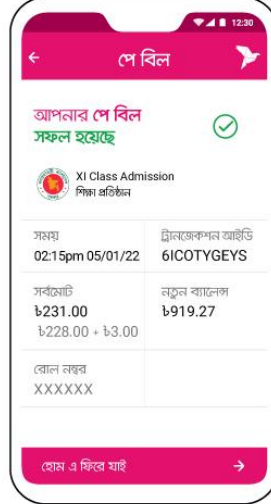 12:30
পে বিল
আপনার পে বিল
সফল হয়েছে
XI Class Admission
শিক্ষা প্রতিষ্ঠান
সময়
02:15pm 05/01/22
ট্রানজেকশন আইডি
6ICOTYGEYS
সর্বমোট
৳231.00
৳228.00 + ৳3.00
নতুন ব্যালেন্স
৳919.27
রোল নম্বর
XXXXXX
হোম এ ফিরে যাই